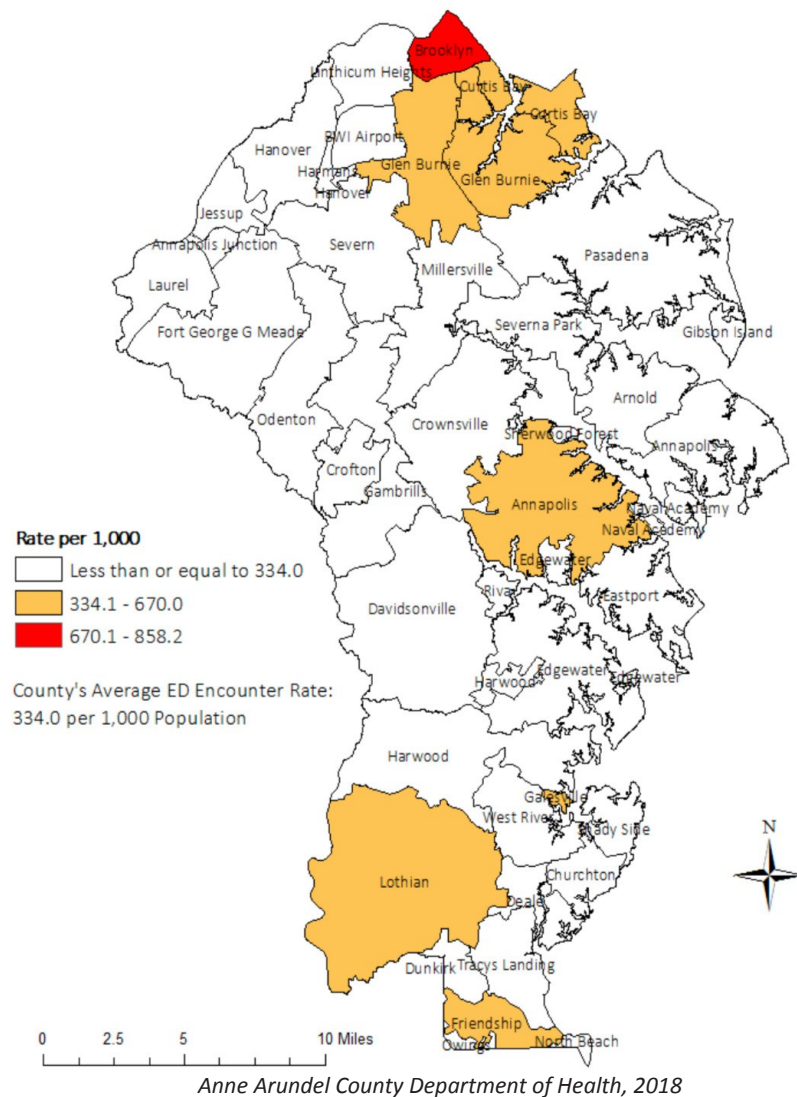 Brooklyn
Linthicum Heights
Curtis Bay
Curtis Bay
BWI Airport
Hanover
Glen Burnie
Harmans
Glen Burnie
Hanover
Jessup
Annapolis Junction
Severn
Pasadena
Millersville
Laurel
Fort George G Meade
Severna Park
Gibson Island
Arnold
Odenton
Crownsville
Sherwood Forest
Annapolis
Crofton
Gambrills
Annapolis
Naval Academy
Naval Academy
Rate per 1,000
Less than or equal to 334.0
334.1 - 670.0
670.1 - 858.2
Edgewater
Riva
Eastport
Davidsonville
Harwood
Edgewater
Edgewater
County's Average ED Encounter Rate:
334.0 per 1,000 Population
Harwood
Galesville
West River
Shady Side
N
Lothian
Churchton
Deale
Dunkirk
Tracys Landing
Friendship
Owings
North Beach
0 2.5 5 10 Miles
Anne Arundel County Department of Health, 2018